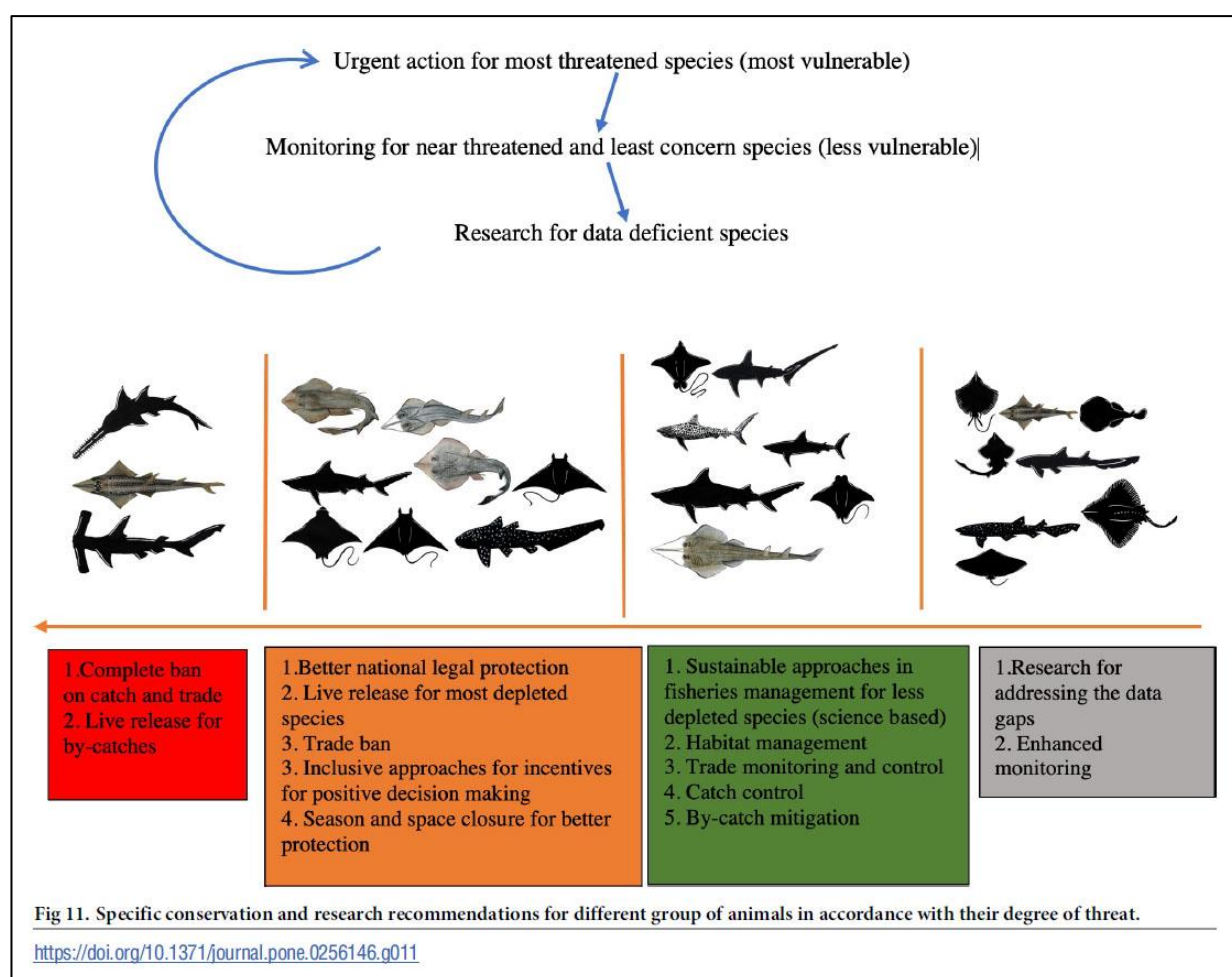 Urgent action for most threatened species (most vulnerable)
Monitoring for near threatened and least concern species (less vulnerable)
Research for data deficient species
1.Complete ban
on catch and trade
2. Live release for
by-catches
1.Better national legal protection
2. Live release for most depleted
species
3. Trade ban
3. Inclusive approaches for incentives
for positive decision making
4. Season and space closure for better
protection
1. Sustainable approaches in
fisheries management for less
depleted species (science based)
2. Habitat management
3. Trade monitoring and control
4. Catch control
5. By-catch mitigation
1.Research for
addressing the data
gaps
2. Enhanced
monitoring
Fig 11. Specific conservation and research recommendations for different group of animals in accordance with their degree of threat.
https://doi.org/10.1371/journal.pone.0256146.g011